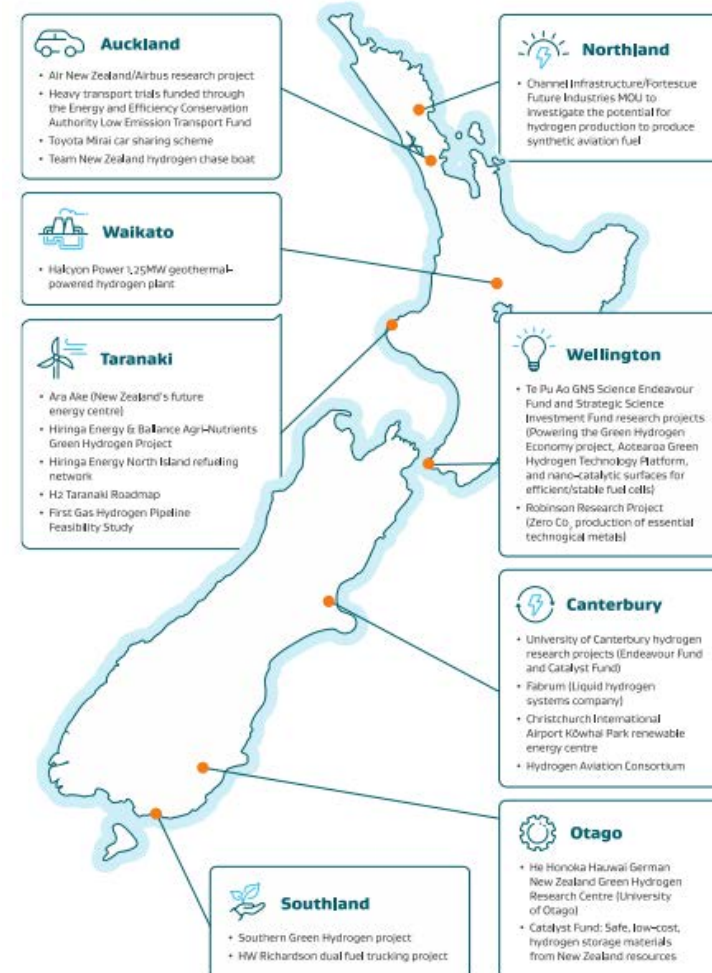 Auckland
• Air New Zealand/Airbus research project
• Heavy transport trials funded through
the Energy and Efficiency Conservation
Authority Low Emission Transport Fund
• Toyota Mirai car sharing scheme
• Team New Zealand hydrogen chase boat
Northland
• Channel Infrastructure/Fortescue
Future Industries MOU to
investigate the potential for
hydrogen production to produce
synthetic aviation fuel
Waikato
• Halcyon Power 1.25MW geothermal-
powered hydrogen plant
Taranaki
• Ara Ake (New Zealand's future
energy centre)
• Hiringa Energy & Ballance Agri-Nutrients
Green Hydrogen Project
• Hiringa Energy North Island refueling
network
• H2 Taranaki Roadmap
• First Gas Hydrogen Pipeline
Feasibility Study
Wellington
• Te Pu Ao GNS Science Endeavour
Fund and Strategic Science
Investment Fund research projects
(Powering the Green Hydrogen
Economy project, Aotearoa Green
Hydrogen Technology Platform,
and nano-catalytic surfaces for
efficient/stable fuel cells)
• Robinson Research Project
(Zero Co₂ production of essential
technogical metals)
Canterbury
• University of Canterbury hydrogen
research projects (Endeavour Fund
and Catalyst Fund)
• Fabrum (Liquid hydrogen
systems company)
• Christchurch International
Airport Kōwhai Park renewable
energy centre
• Hydrogen Aviation Consortium
Otago
• He Honoka Hauwai German
New Zealand Green Hydrogen
Research Centre (University
of Otago)
• Catalyst Fund: Safe, low-cost,
hydrogen storage materials
from New Zealand resources
Southland
• Southern Green Hydrogen project
• HW Richardson dual fuel trucking project